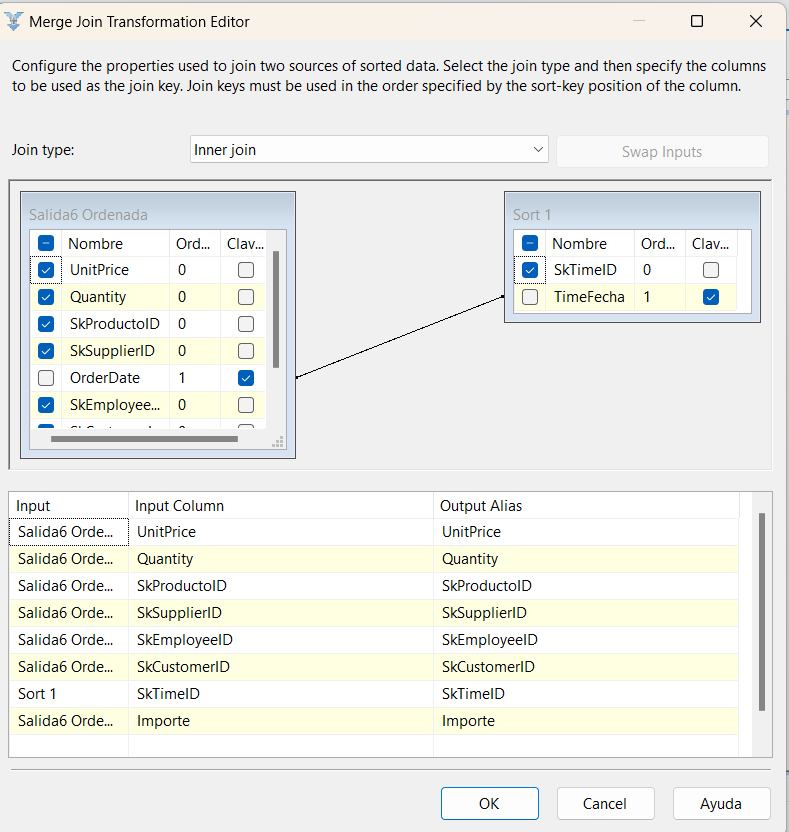 Merge Join Transformation Editor
Configure the properties used to join two sources of sorted data. Select the join type and then specify the columns
to be used as the join key. Join keys must be used in the order specified by the sort-key position of the column.
Join type:
Inner join
Swap Inputs
Salida6 Ordenada
Nombre Ord... Clav...
UnitPrice 0
Quantity 0
SkProductoID 0
SkSupplierID 0
OrderDate 1
SkEmployee... 0
Sort 1
Nombre Ord... Clav...
SkTimeID 0
TimeFecha 1
Input Input Column Output Alias
Salida6 Orde... UnitPrice UnitPrice
Salida6 Orde... Quantity Quantity
Salida6 Orde... SkProductoID SkProductoID
Salida6 Orde... SkSupplierID SkSupplierID
Salida6 Orde... SkEmployeeID SkEmployeeID
Salida6 Orde... SkCustomerID SkCustomerID
Sort 1 SkTimeID SkTimeID
Salida6 Orde... Importe Importe
OK Cancel Ayuda